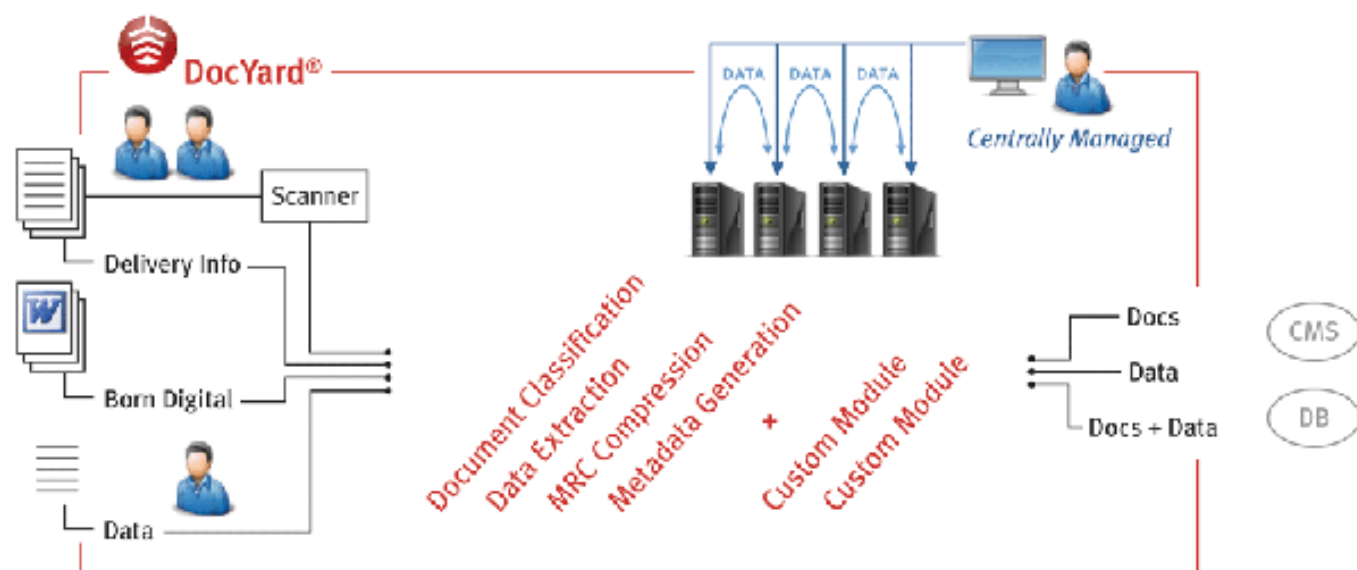 DocYard®
DATA DATA DATA
Centrally Managed
Scanner
Delivery Info
W
Born Digital
Data
Document Classification
Data Extraction
MRC Compression
Metadata Generation
+
Custom Module
Custom Module
Docs
Data
Docs + Data
CMS
DB